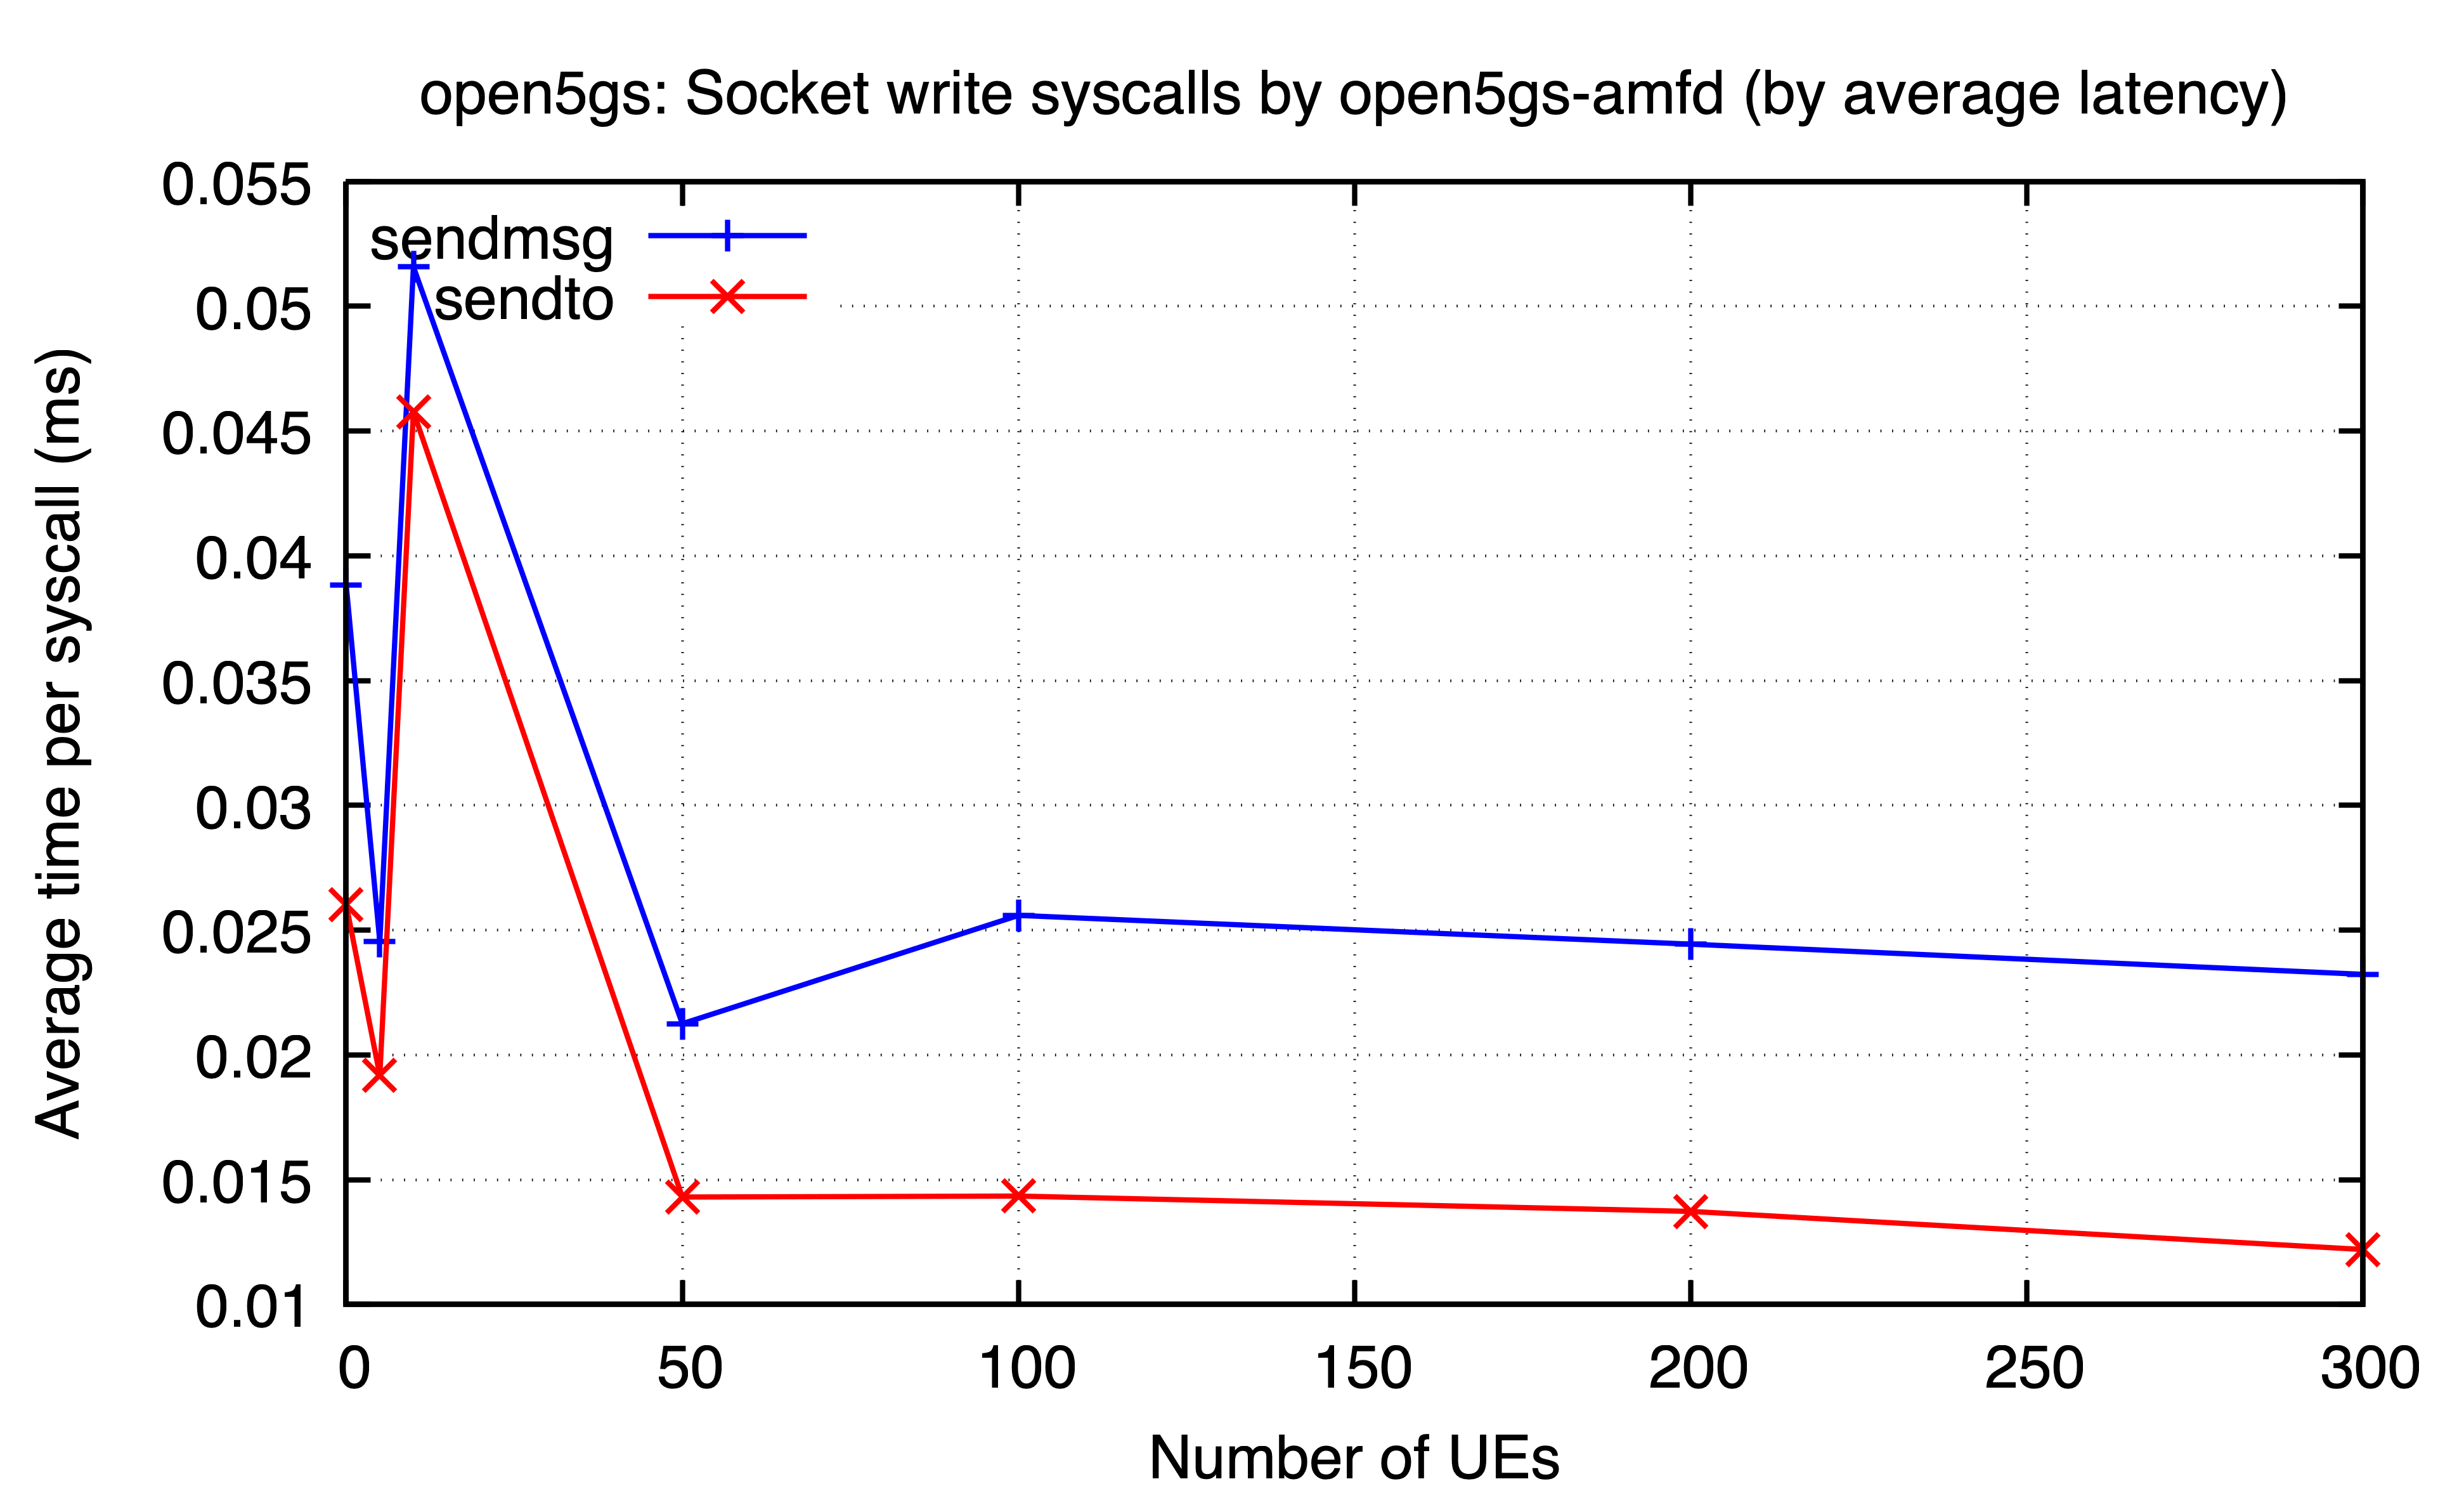 open5gs: Socket write syscalls by open5gs-amfd (by average latency)
Average time per syscall (ms)
0.055
0.05
0.045
0.04
0.035
0.03
0.025
0.02
0.015
0.01
sendmsg
sendto
0 50 100 150 200 250 300
Number of UEs